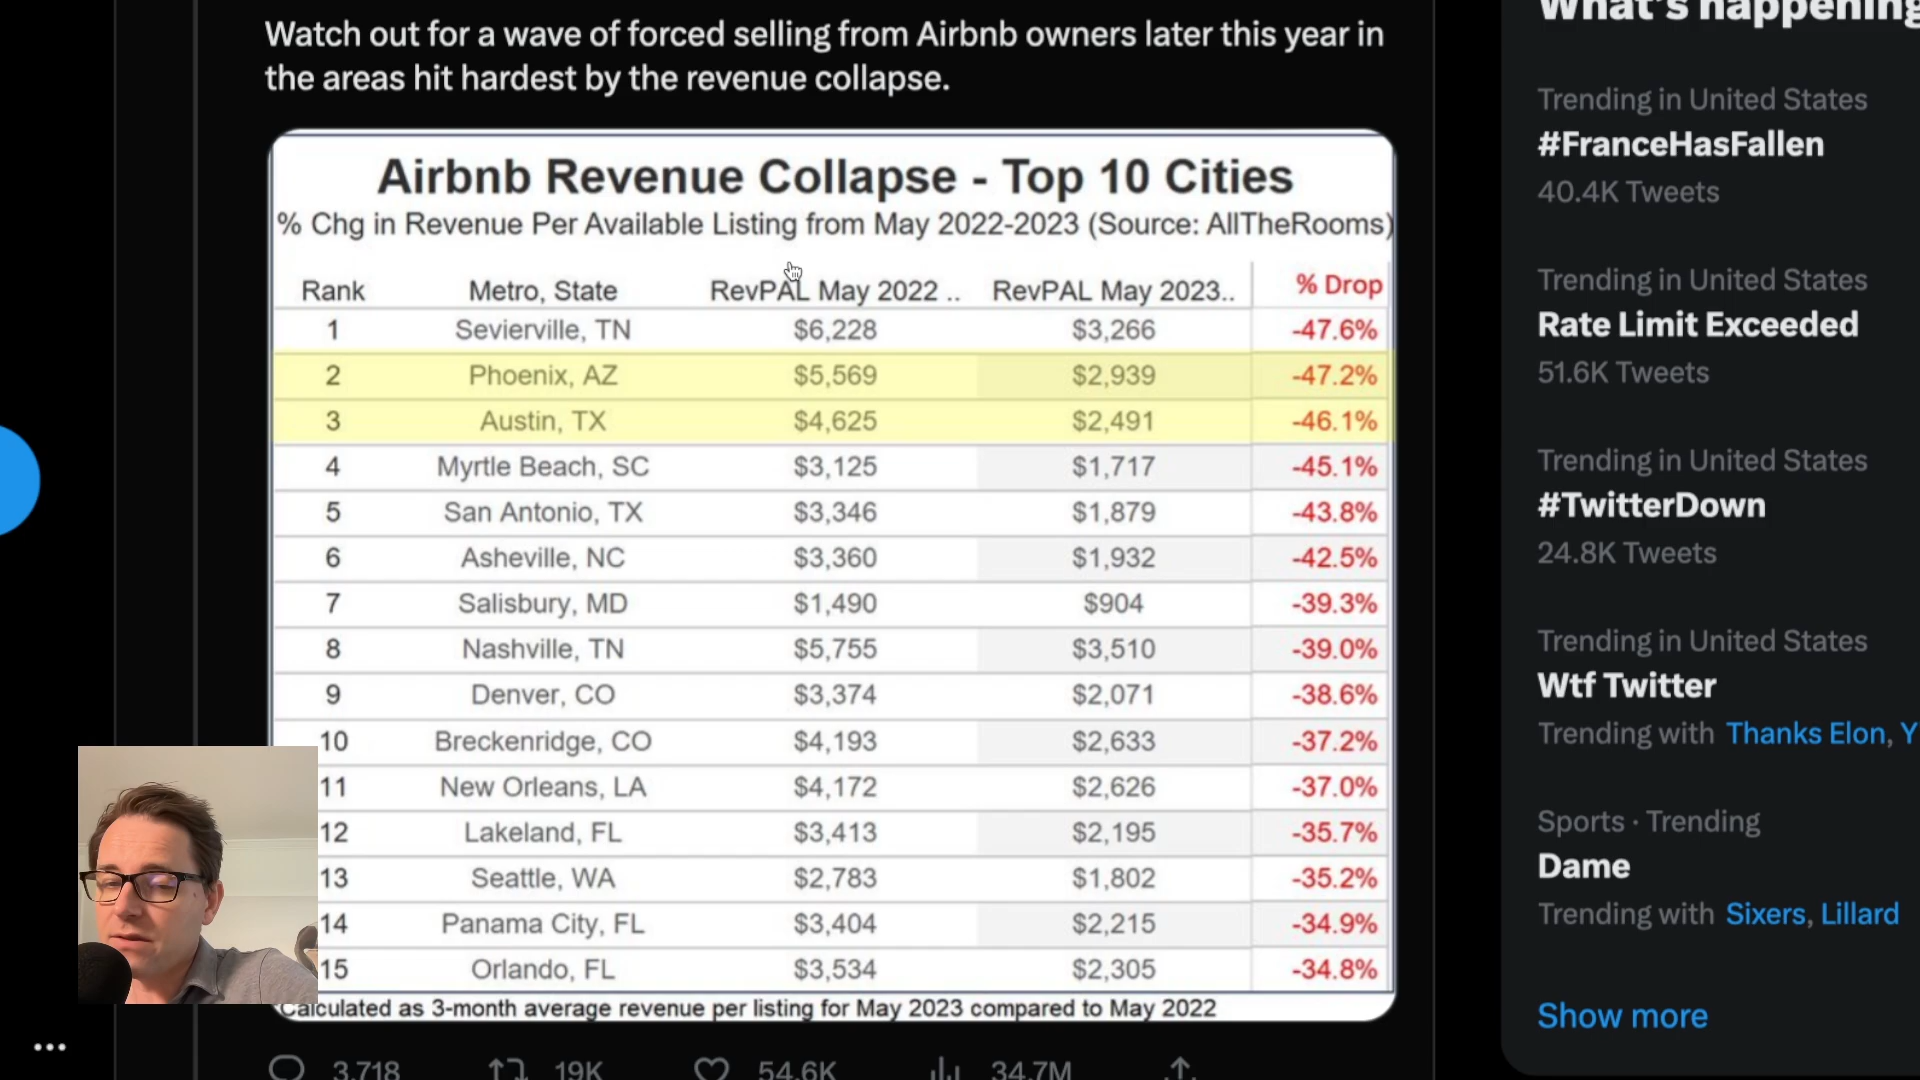 Watch out for a wave of forced selling from Airbnb owners later this year in
the areas hit hardest by the revenue collapse.
Airbnb Revenue Collapse - Top 10 Cities
% Chg in Revenue Per Available Listing from May 2022-2023 (Source: AllTheRooms)
Rank Metro, State RevPAL May 2022 .. RevPAL May 2023.. % Drop
1 Sevierville, TN $6,228 $3,266 -47.6%
2 Phoenix, AZ $5,569 $2,939 -47.2%
3 Austin, TX $4,625 $2,491 -46.1%
4 Myrtle Beach, SC $3,125 $1,717 -45.1%
5 San Antonio, TX $3,346 $1,879 -43.8%
6 Asheville, NC $3,360 $1,932 -42.5%
7 Salisbury, MD $1,490 $904 -39.3%
8 Nashville, TN $5,755 $3,510 -39.0%
9 Denver, CO $3,374 $2,071 -38.6%
10 Breckenridge, CO $4,193 $2,633 -37.2%
11 New Orleans, LA $4,172 $2,626 -37.0%
12 Lakeland, FL $3,413 $2,195 -35.7%
13 Seattle, WA $2,783 $1,802 -35.2%
14 Panama City, FL $3,404 $2,215 -34.9%
15 Orlando, FL $3,534 $2,305 -34.8%
Calculated as 3-month average revenue per listing for May 2023 compared to May 2022
3,718 19K 54.6K 34.7M
What's happening
Trending in United States
#FranceHasFallen
40.4K Tweets
Trending in United States
Rate Limit Exceeded
51.6K Tweets
Trending in United States
#TwitterDown
24.8K Tweets
Trending in United States
Wtf Twitter
Trending with Thanks Elon, Y
Sports · Trending
Dame
Trending with Sixers, Lillard
Show more